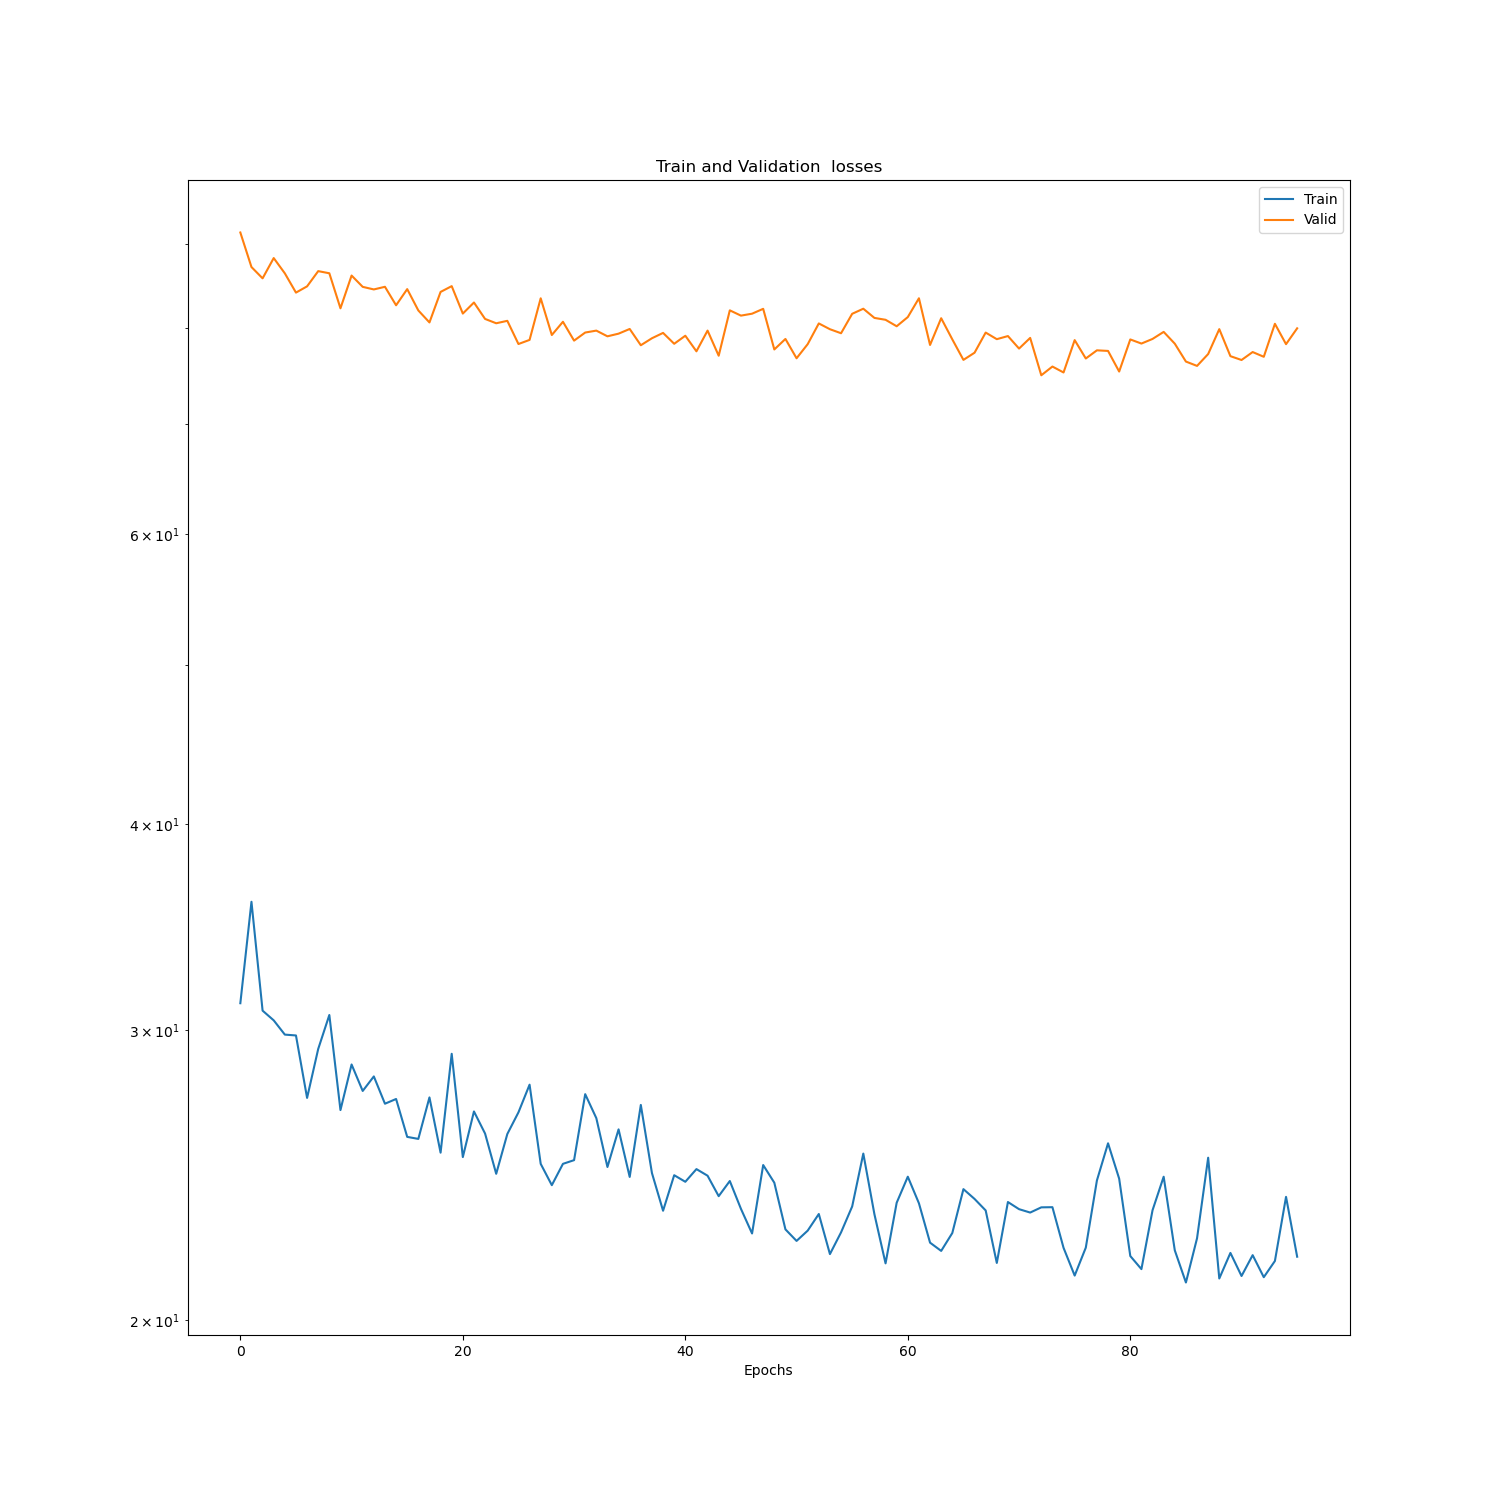 Train and Validation  losses
Train
Valid
6 × 10¹
4 × 10¹
3 × 10¹
2 × 10¹
0 20 40 60 80
Epochs